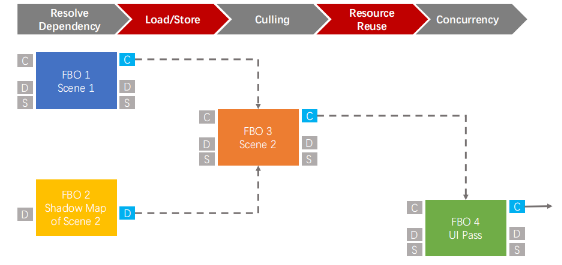 Resolve
Dependency
Load/Store
Culling
Resource
Reuse
Concurrency
C
D
S
FBO 1
Scene 1
C
D
S
C
D
S
FBO 3
Scene 2
C
D
S
D
FBO 2
Shadow Map
of Scene 2
D
C
D
S
FBO 4
UI Pass
C
D
S